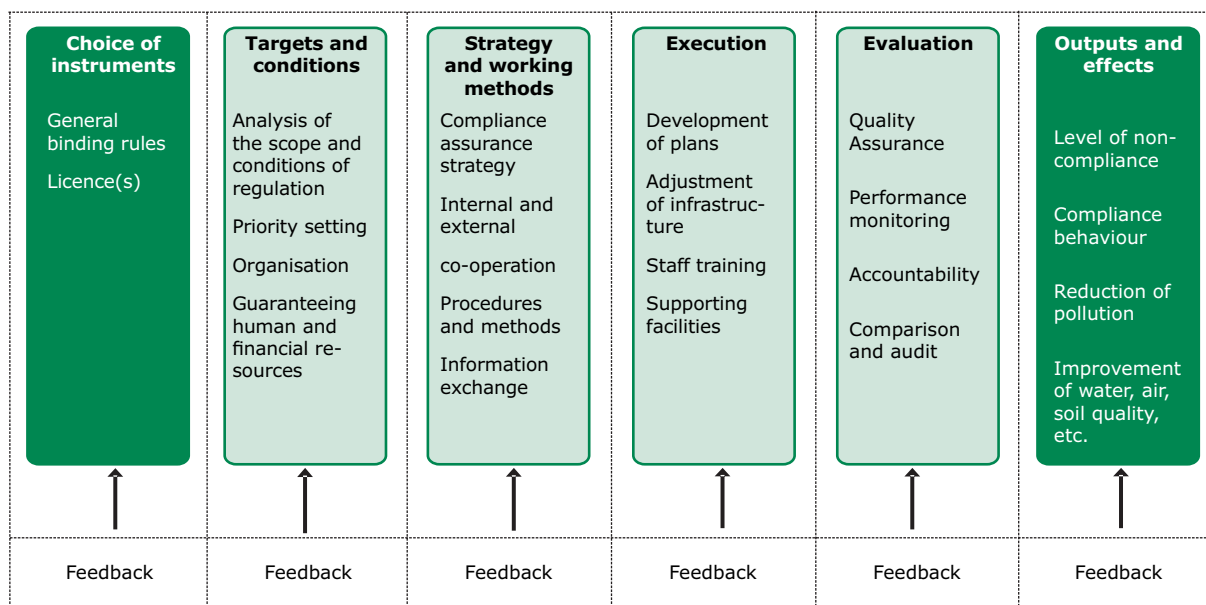 Choice of
instruments
General
binding rules
Licence(s)
Targets and
conditions
Analysis of
the scope and
conditions of
regulation
Priority setting
Organisation
Guaranteeing
human and
financial re-
sources
Strategy
and working
methods
Compliance
assurance
strategy
Internal and
external
co-operation
Procedures
and methods
Information
exchange
Execution
Development
of plans
Adjustment
of infrastruc-
ture
Staff training
Supporting
facilities
Evaluation
Quality
Assurance
Performance
monitoring
Accountability
Comparison
and audit
Outputs and
effects
Level of non-
compliance
Compliance
behaviour
Reduction of
pollution
Improvement
of water, air,
soil quality,
etc.
Feedback
Feedback
Feedback
Feedback
Feedback
Feedback